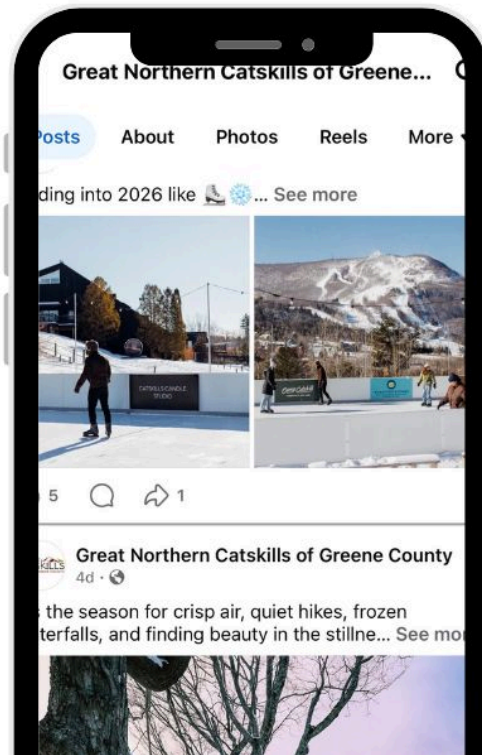 Great Northern Catskills of Greene...
Posts About Photos Reels More
ding into 2026 like ... See more
CATSKILLS CANDLE
STUDIO
5 1
Great Northern Catskills of Greene County
4d ·
the season for crisp air, quiet hikes, frozen
terfalls, and finding beauty in the stillne... See mo